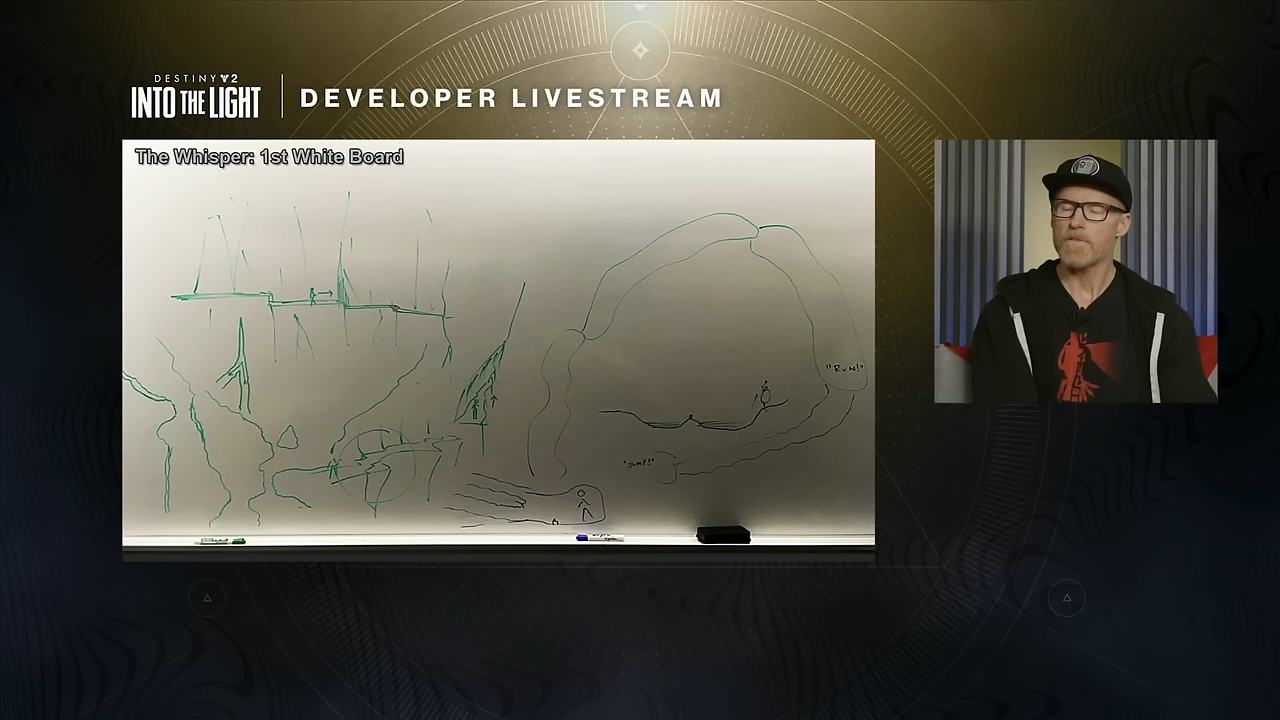 DESTINY 2
INTO THE LIGHT
DEVELOPER LIVESTREAM
The Whisper: 1st White Board
"RUN!"
"JUMP!"